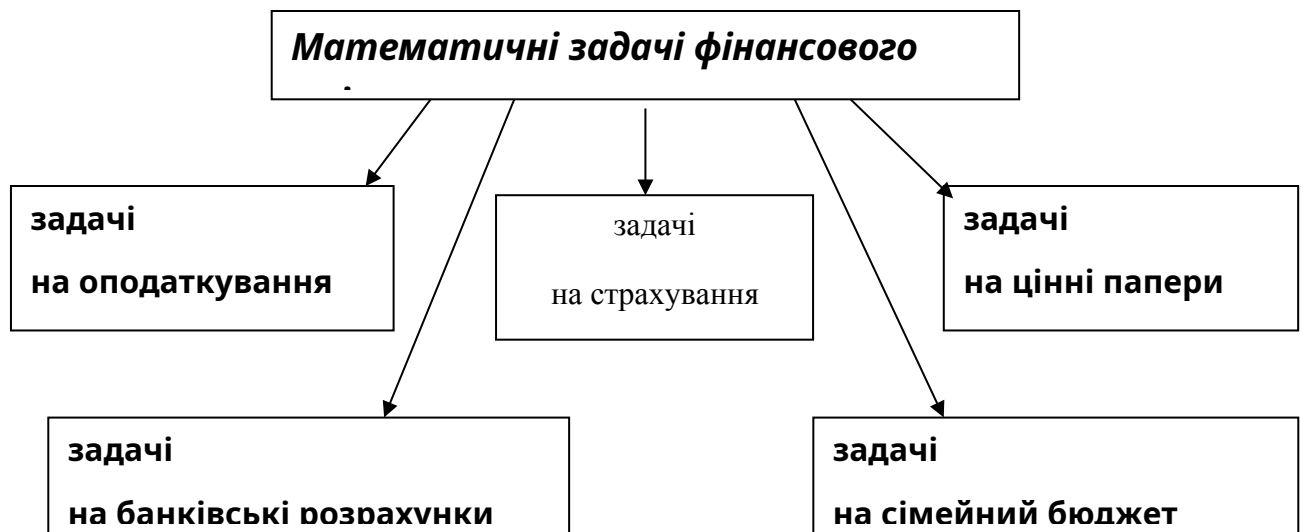 Математичні задачі фінансового
задачі
на оподаткування
задачі
на страхування
задачі
на цінні папери
задачі
на банківські розрахунки
задачі
на сімейний бюджет